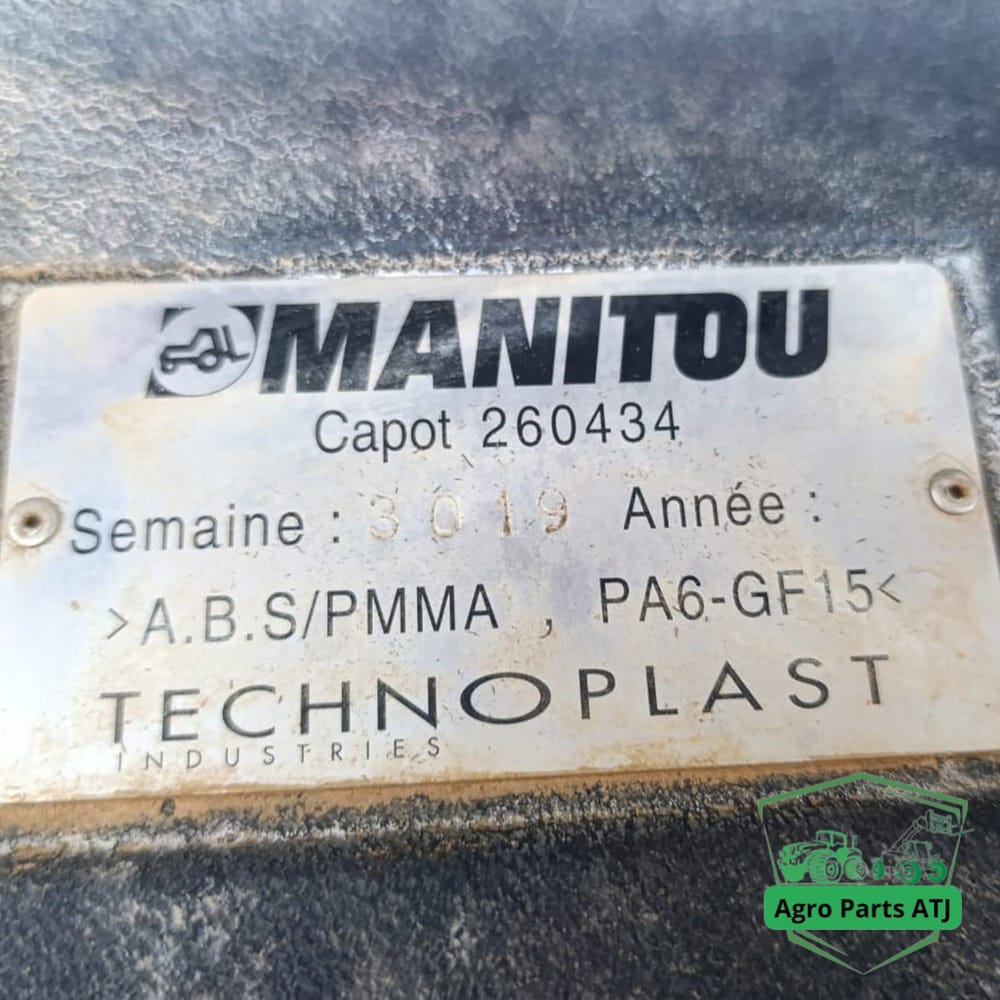 MANITOU
Capot 260434
Semaine : 3019 Année :
>A.B.S/PMMA , PA6-GF15<
TECHNOPLAST
INDUSTRIES
Agro Parts ATJ